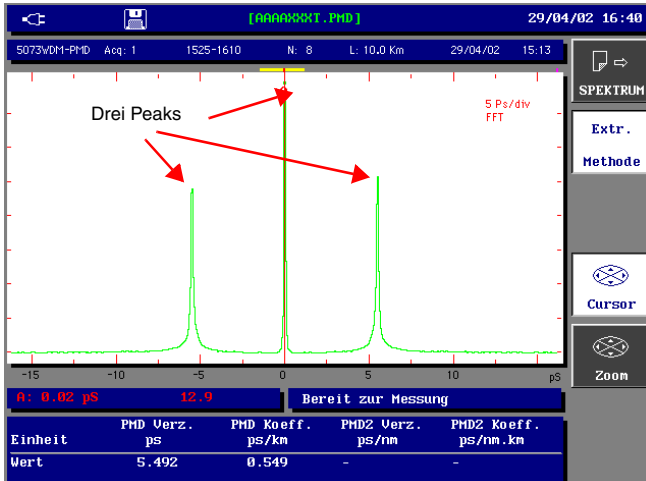 [AAAAXXXT.PMD] 29/04/02 16:40
5073WDM-PMD Acq: 1 1525-1610 N: 8 L: 10.0 Km 29/04/02 15:13
SPEKTRUM
Extr.
Methode
Cursor
Zoom
Drei Peaks
5 Ps/div
FFT
-15 -10 -5 0 5 10 pS
A: 0.02 pS 12.9
Bereit zur Messung
PMD Verz. PMD Koeff. PMD2 Verz. PMD2 Koeff.
Einheit ps ps/km ps/nm ps/nm.km
Wert 5.492 0.549 - -